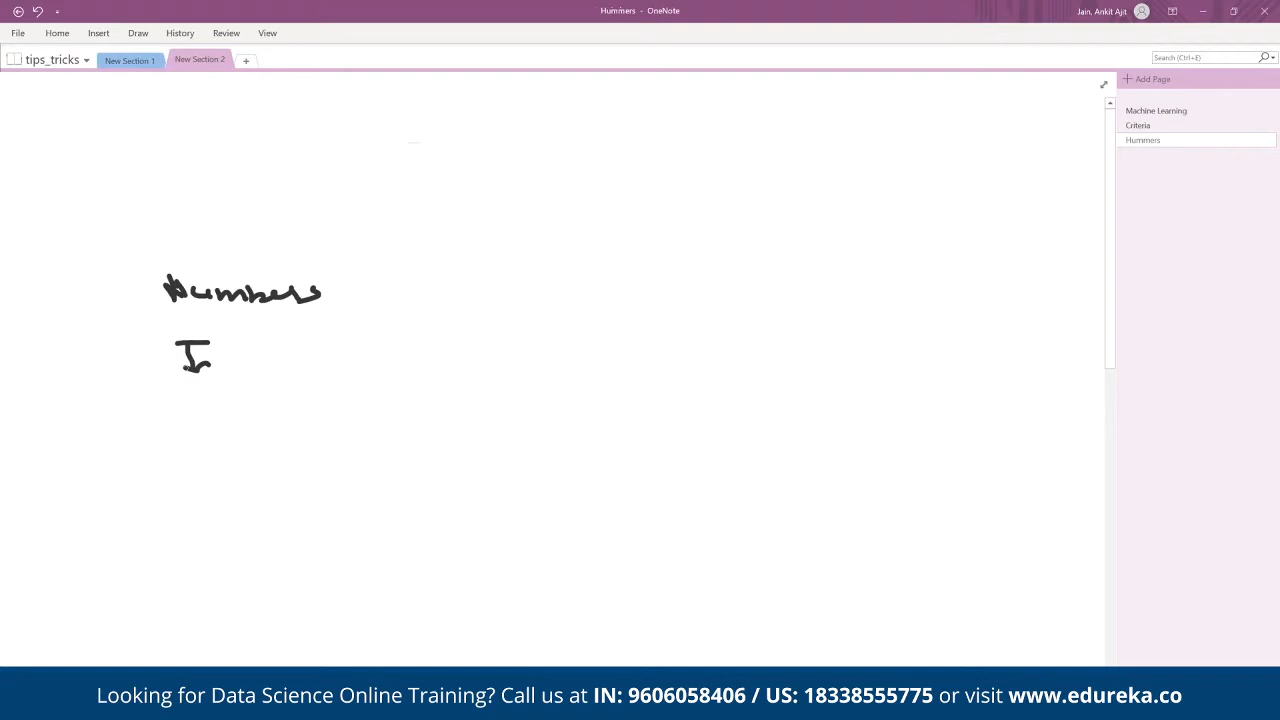 Hummers - OneNote
Jain, Ankit Ajit
File Home Insert Draw History Review View
tips_tricks New Section 1 New Section 2 +
Search (Ctrl+E)
Add Page
Machine Learning
Criteria
Hummers
Numbers
Looking for Data Science Online Training? Call us at IN: 9606058406 / US: 18338555775 or visit www.edureka.co